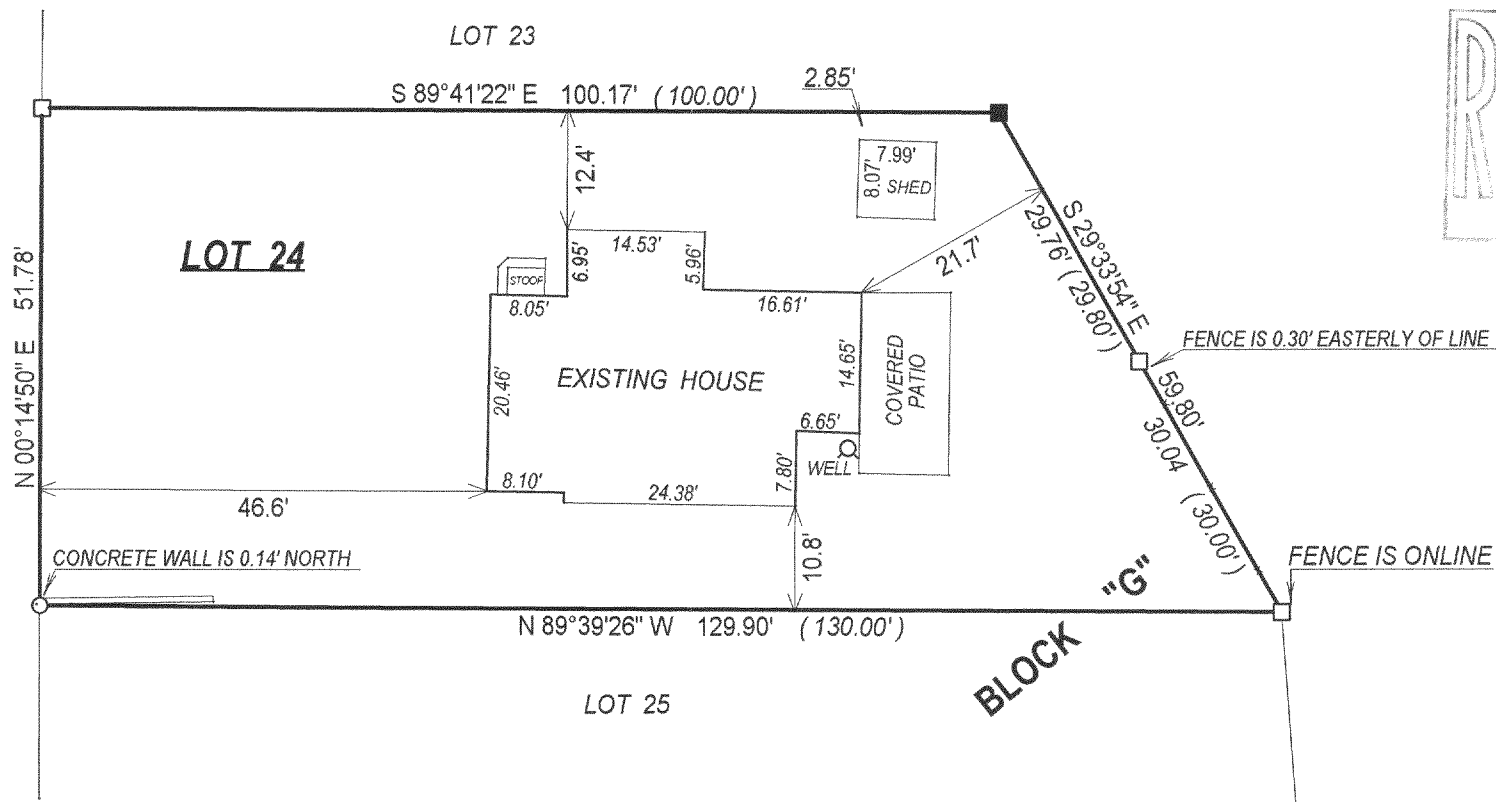 LOT 23
S 89°41'22" E 100.17' (100.00')
2.85'
7.99'
8.07'
SHED
12.4'
LOT 24
14.53'
6.95'
5.96'
21.7'
S 29°33'54" E
29.76' (29.80')
STOOP
8.05'
16.61'
N 00°14'50" E 51.78'
FENCE IS 0.30' EASTERLY OF LINE
EXISTING HOUSE
20.46'
14.65'
COVERED
PATIO
59.80'
30.04
(30.00')
6.65'
WELL
7.80'
8.10'
24.38'
46.6'
10.8'
CONCRETE WALL IS 0.14' NORTH
FENCE IS ONLINE
N 89°39'26" W 129.90' (130.00')
BLOCK "G"
LOT 25
R